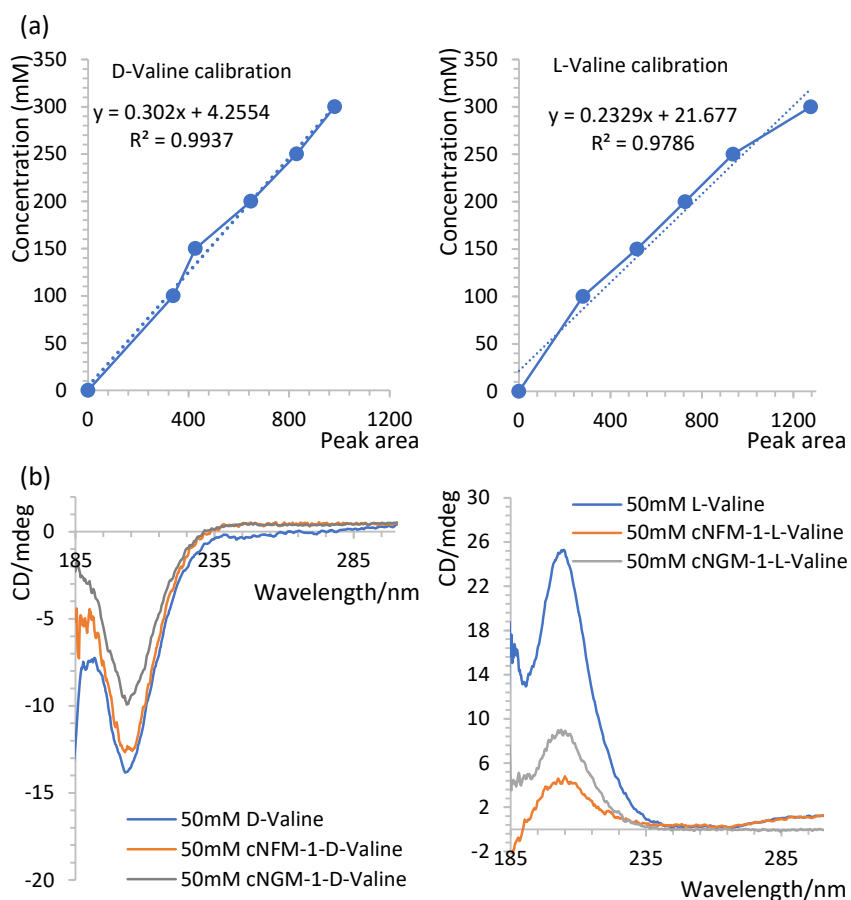 (a)
D-Valine calibration
y = 0.302x + 4.2554
R² = 0.9937
Concentration (mM)
350
300
250
200
150
100
50
0
0
400
800
1200
Peak area
L-Valine calibration
y = 0.2329x + 21.677
R² = 0.9786
Concentration (mM)
350
300
250
200
150
100
50
0
0
400
800
1200
Peak area
(b)
CD/mdeg
0
-5
-10
-15
-20
185
235
285
Wavelength/nm
50mM D-Valine
50mM cNFM-1-D-Valine
50mM cNGM-1-D-Valine
CD/mdeg
30
26
22
18
14
10
6
2
-2
50mM L-Valine
50mM cNFM-1-L-Valine
50mM cNGM-1-L-Valine
185
235
285
Wavelength/nm